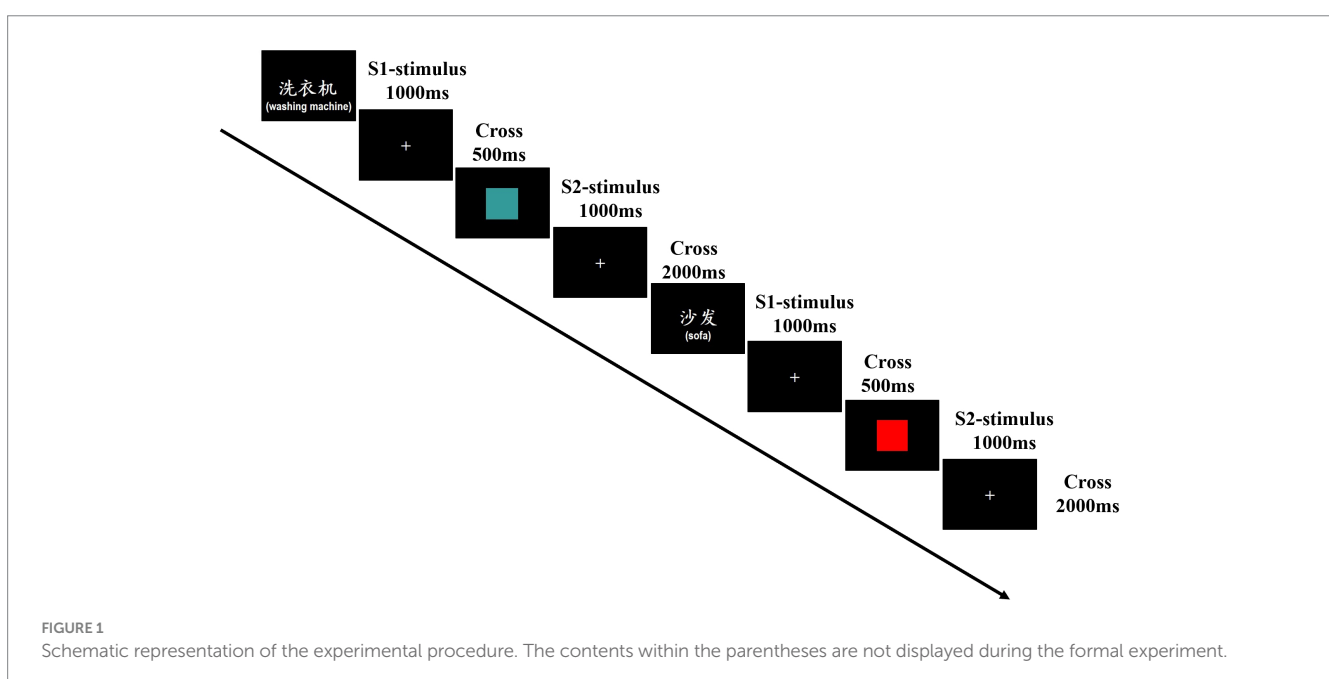 洗衣机
(washing machine)
S1-stimulus
1000ms
+
Cross
500ms
S2-stimulus
1000ms
+
Cross
2000ms
沙发
(sofa)
S1-stimulus
1000ms
+
Cross
500ms
S2-stimulus
1000ms
+
Cross
2000ms
FIGURE 1
Schematic representation of the experimental procedure. The contents within the parentheses are not displayed during the formal experiment.